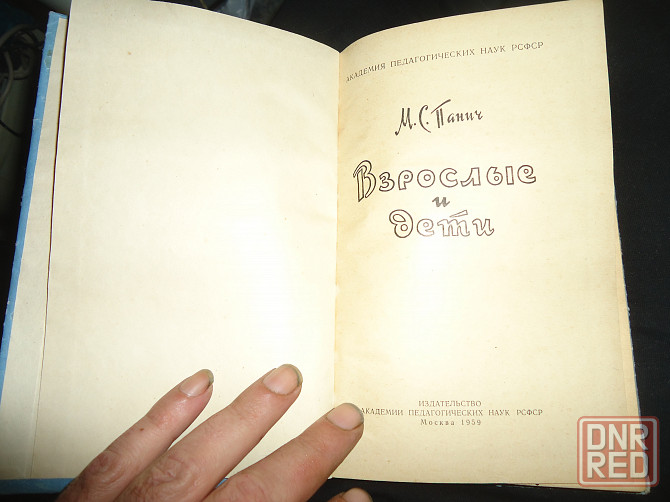 АКАДЕМИЯ ПЕДАГОГИЧЕСКИХ НАУК РСФСР
М. С. Панич
Взрослые
и
дети
ИЗДАТЕЛЬСТВО
АКАДЕМИИ ПЕДАГОГИЧЕСКИХ НАУК РСФСР
Москва 1959
DNR
RED